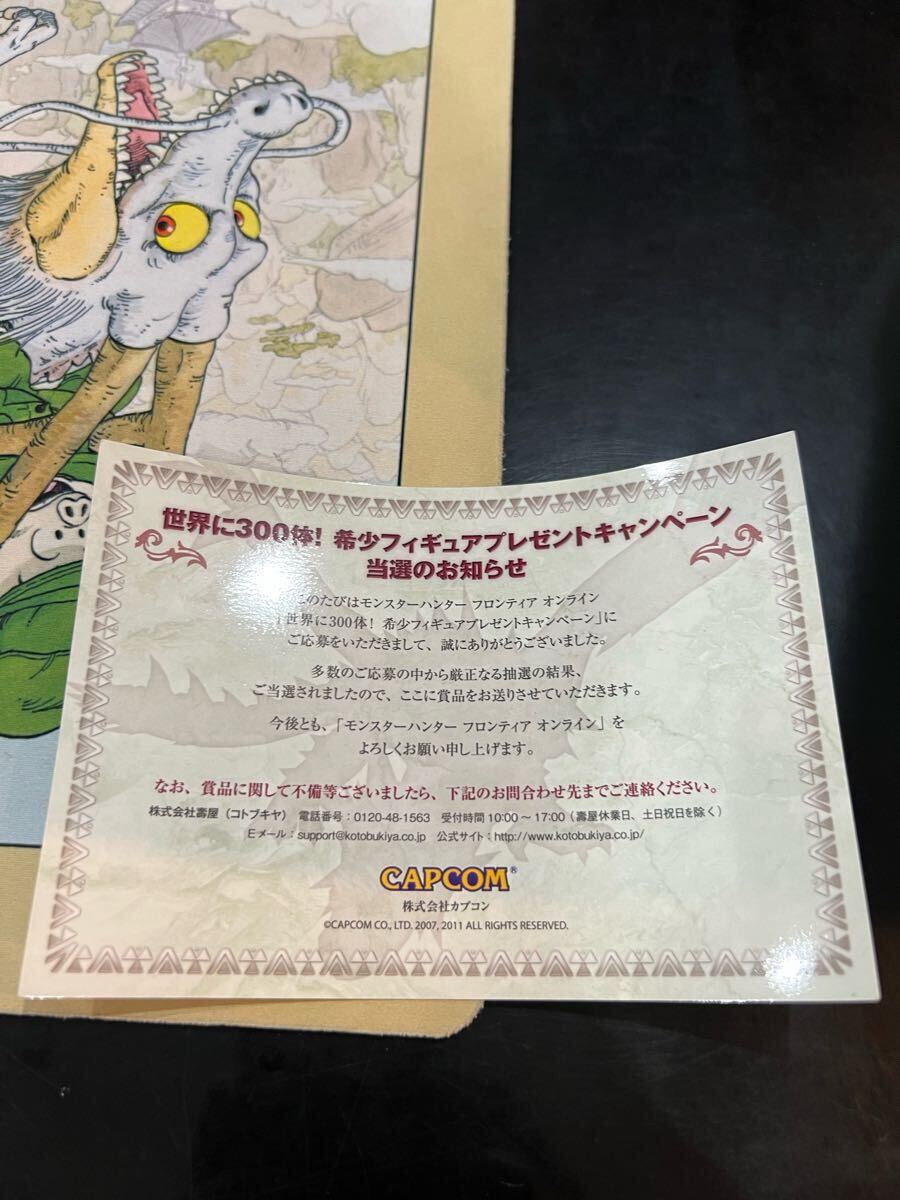 世界に300体! 希少フィギュアプレゼントキャンペーン
当選のお知らせ
このたびはモンスターハンター フロンティア オンライン
「世界に300体! 希少フィギュアプレゼントキャンペーン」に
ご応募をいただきまして、誠にありがとうございました。
多数のご応募の中から厳正なる抽選の結果、
ご当選されましたので、ここに賞品をお送りさせていただきます。
今後とも、「モンスターハンター フロンティア オンライン」を
よろしくお願い申し上げます。
なお、賞品に関して不備等ございましたら、下記のお問合わせ先までご連絡ください。
株式会社壽屋（コトブキヤ） 電話番号：0120-48-1563 受付時間 10:00～17:00（壽屋休業日、土日祝日を除く）
Eメール：support@kotobukiya.co.jp 公式サイト：http://www.kotobukiya.co.jp/
CAPCOM®
株式会社カプコン
©CAPCOM CO., LTD. 2007, 2011 ALL RIGHTS RESERVED.